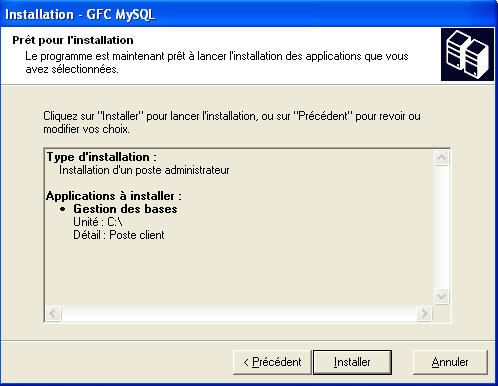 Installation - GFC MySQL
Prêt pour l'installation
Le programme est maintenant prêt à lancer l'installation des applications que vous
avez sélectionnées.
Cliquez sur "Installer" pour lancer l'installation, ou sur "Précédent" pour revoir ou
modifier vos choix.
Type d'installation :
Installation d'un poste administrateur
Applications à installer :
• Gestion des bases
Unité : C:\
Détail : Poste client
< Précédent
Installer
Annuler